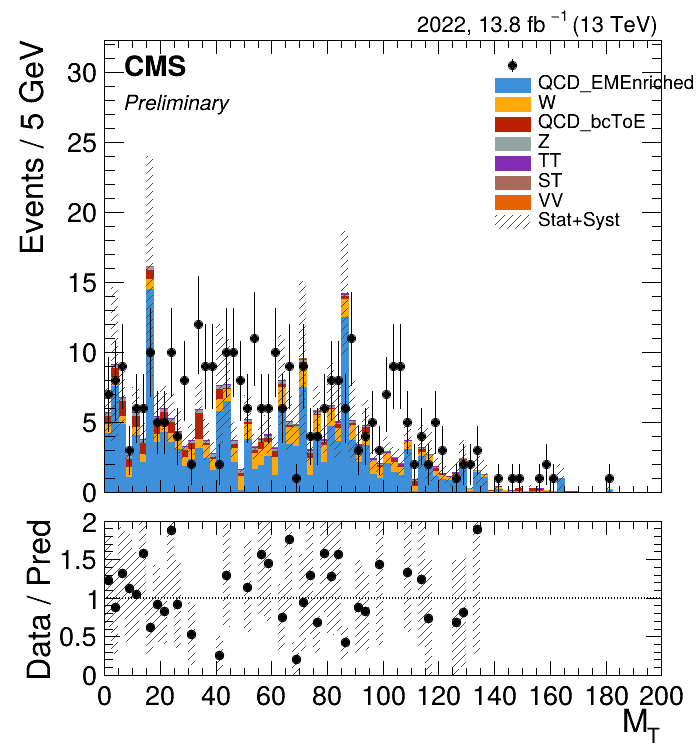 2022, 13.8 fb⁻¹ (13 TeV)
Events / 5 GeV
30
25
20
15
10
5
0
CMS
Preliminary
QCD_EMEnriched
W
QCD_bcToE
Z
TT
ST
VV
Stat+Syst
Data / Pred
2
1.5
1
0.5
0
0 20 40 60 80 100 120 140 160 180 200
M_T